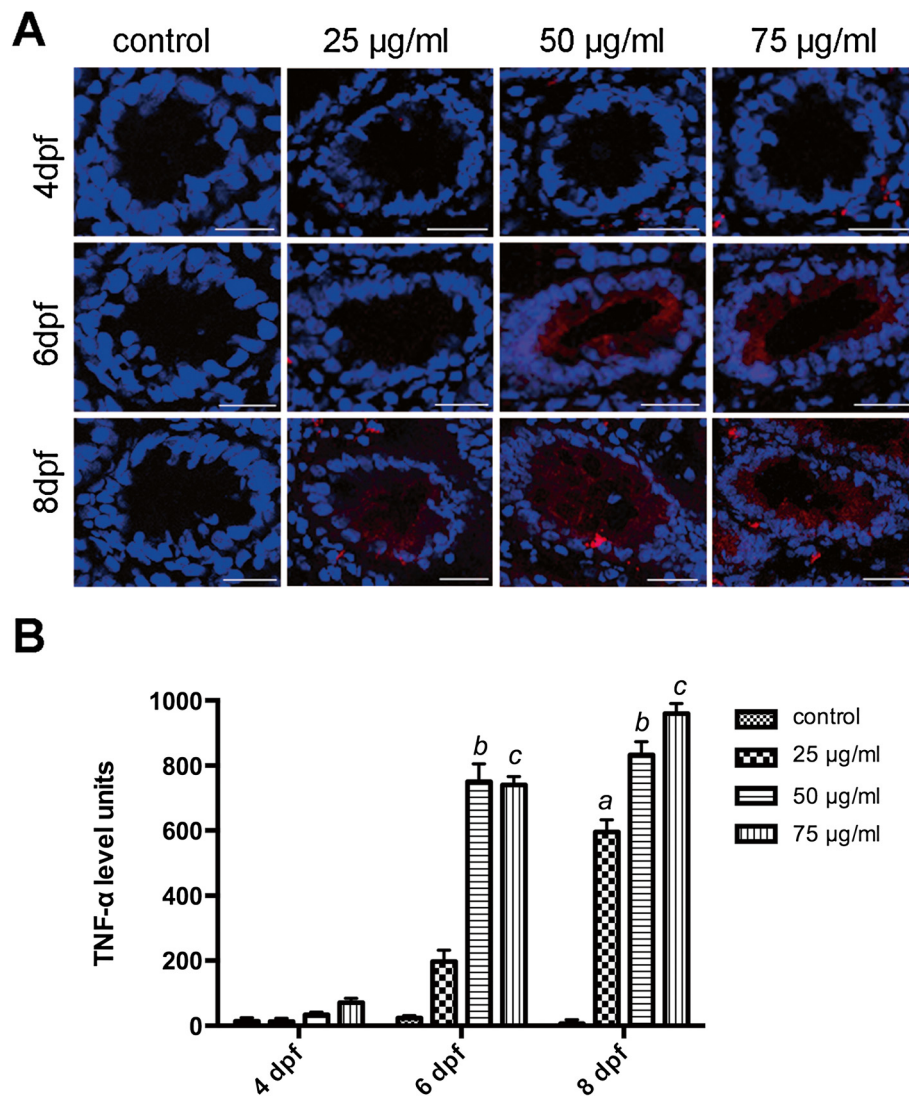 A
control 25 µg/ml 50 µg/ml 75 µg/ml
4dpf
6dpf
8dpf
B
TNF-α level units
1000
800
600
400
200
0
b
c
a
b
c
4 dpf
6 dpf
8 dpf
control
25 µg/ml
50 µg/ml
75 µg/ml